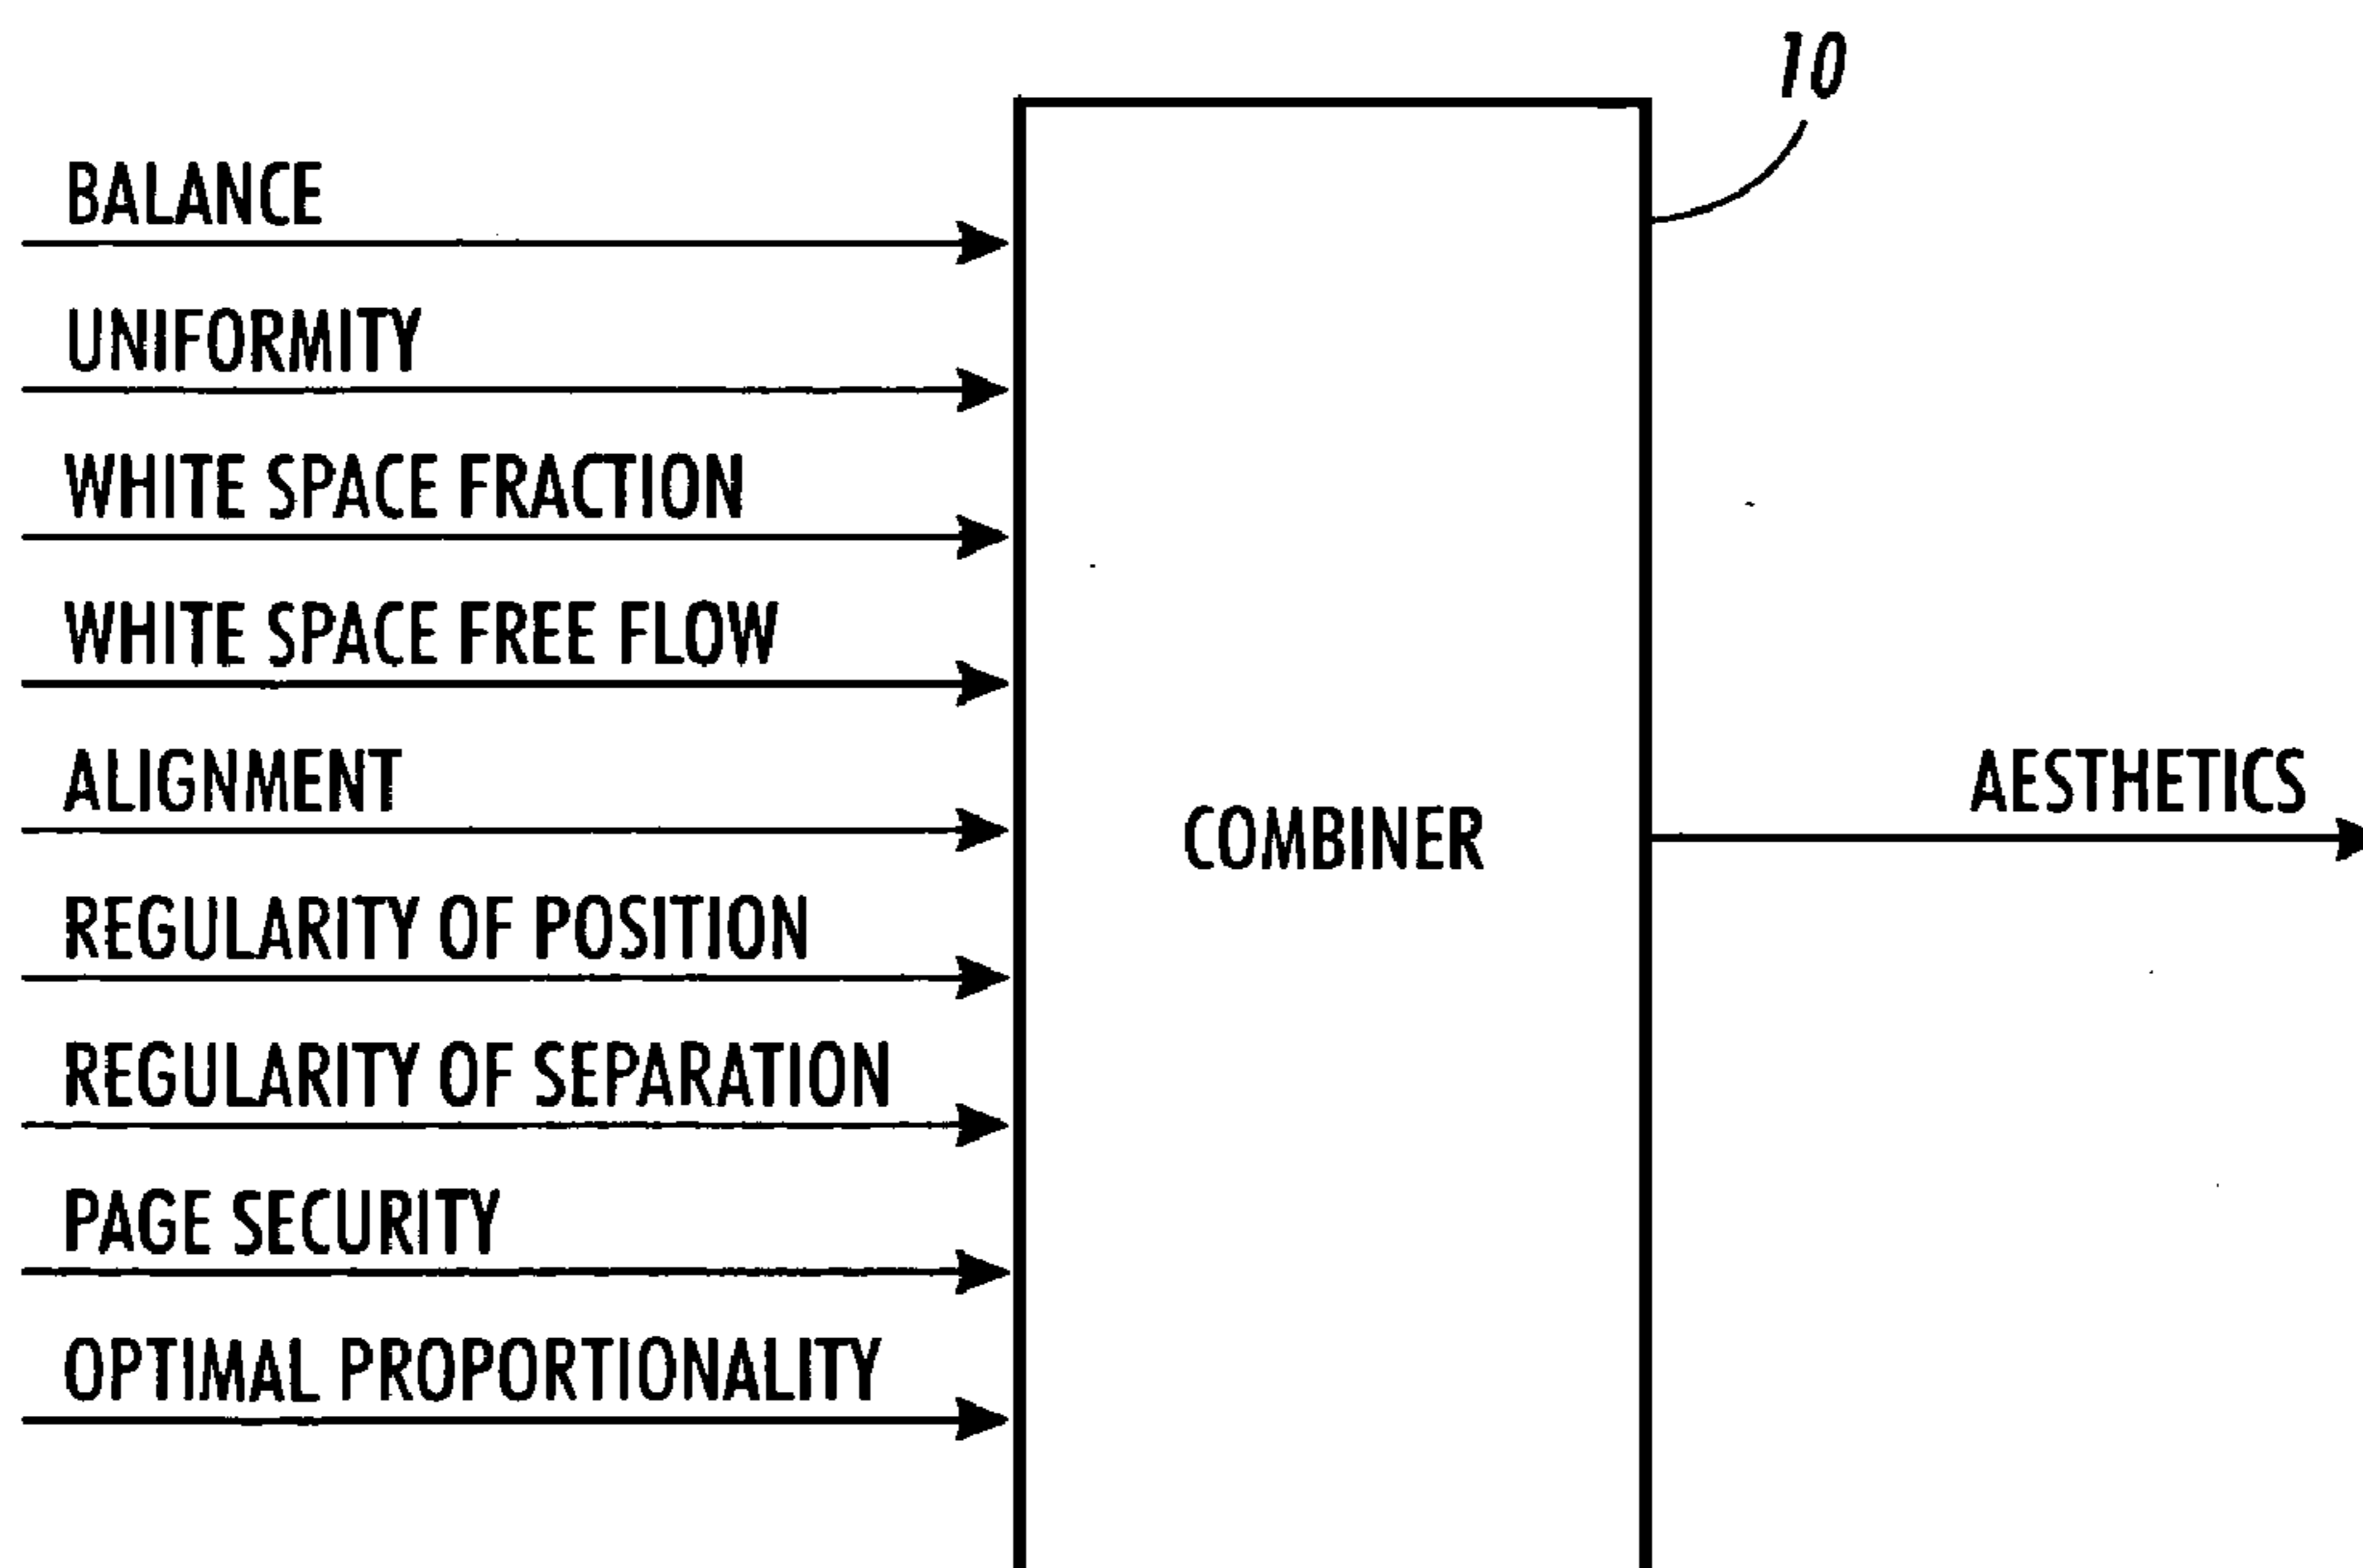 10
BALANCE
UNIFORMITY
WHITE SPACE FRACTION
WHITE SPACE FREE FLOW
ALIGNMENT
AESTHETICS
COMBINER
REGULARITY OF POSITION
REGULARITY OF SEPARATION
PAGE SECURITY
OPTIMAL PROPORTIONALITY